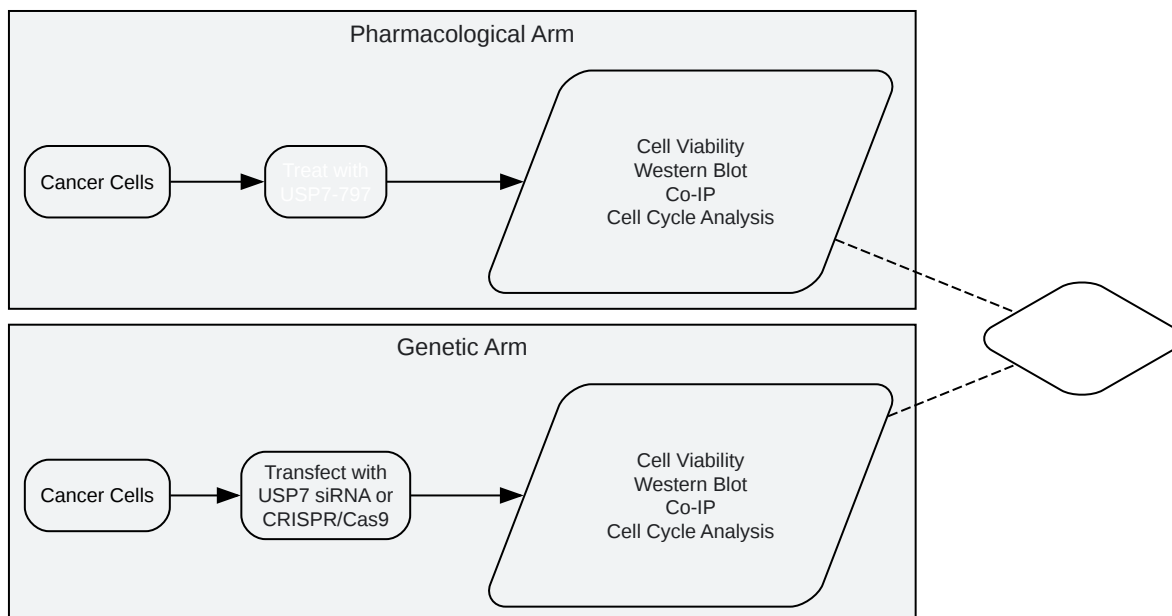 Pharmacological Arm
Cancer Cells
Treat with
USP7-797
Cell Viability
Western Blot
Co-IP
Cell Cycle Analysis
Genetic Arm
Cancer Cells
Transfect with
USP7 siRNA or
CRISPR/Cas9
Cell Viability
Western Blot
Co-IP
Cell Cycle Analysis